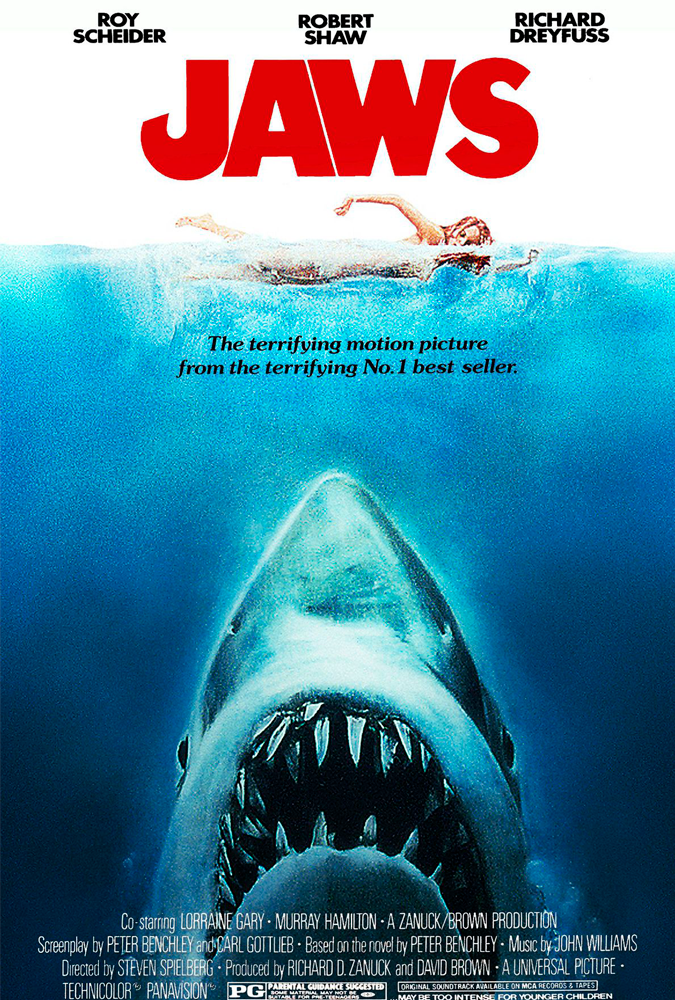 ROY SCHEIDER
ROBERT SHAW
RICHARD DREYFUSS
JAWS
The terrifying motion picture
from the terrifying No. 1 best seller.
Co-starring LORRAINE GARY • MURRAY HAMILTON • A ZANUCK/BROWN PRODUCTION
Screenplay by PETER BENCHLEY and CARL GOTTLIEB • Based on the novel by PETER BENCHLEY • Music by JOHN WILLIAMS
Directed by STEVEN SPIELBERG • Produced by RICHARD D. ZANUCK and DAVID BROWN • A UNIVERSAL PICTURE •
TECHNICOLOR® PANAVISION®
PG PARENTAL GUIDANCE SUGGESTED
SOME MATERIAL MAY NOT BE
SUITABLE FOR PRE-TEENAGERS
ORIGINAL SOUNDTRACK AVAILABLE ON MCA RECORDS & TAPES
...MAY BE TOO INTENSE FOR YOUNGER CHILDREN